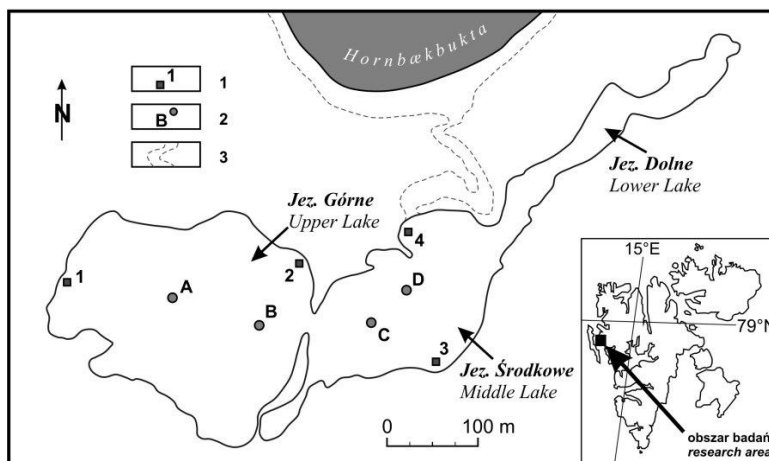 Hornbækbukta
N
1
1
B
2
3
Jez. Górne
Upper Lake
Jez. Dolne
Lower Lake
1
A
2
B
4
D
C
3
Jez. Środkowe
Middle Lake
0
100 m
15°E
79°N
obszar badań
research area